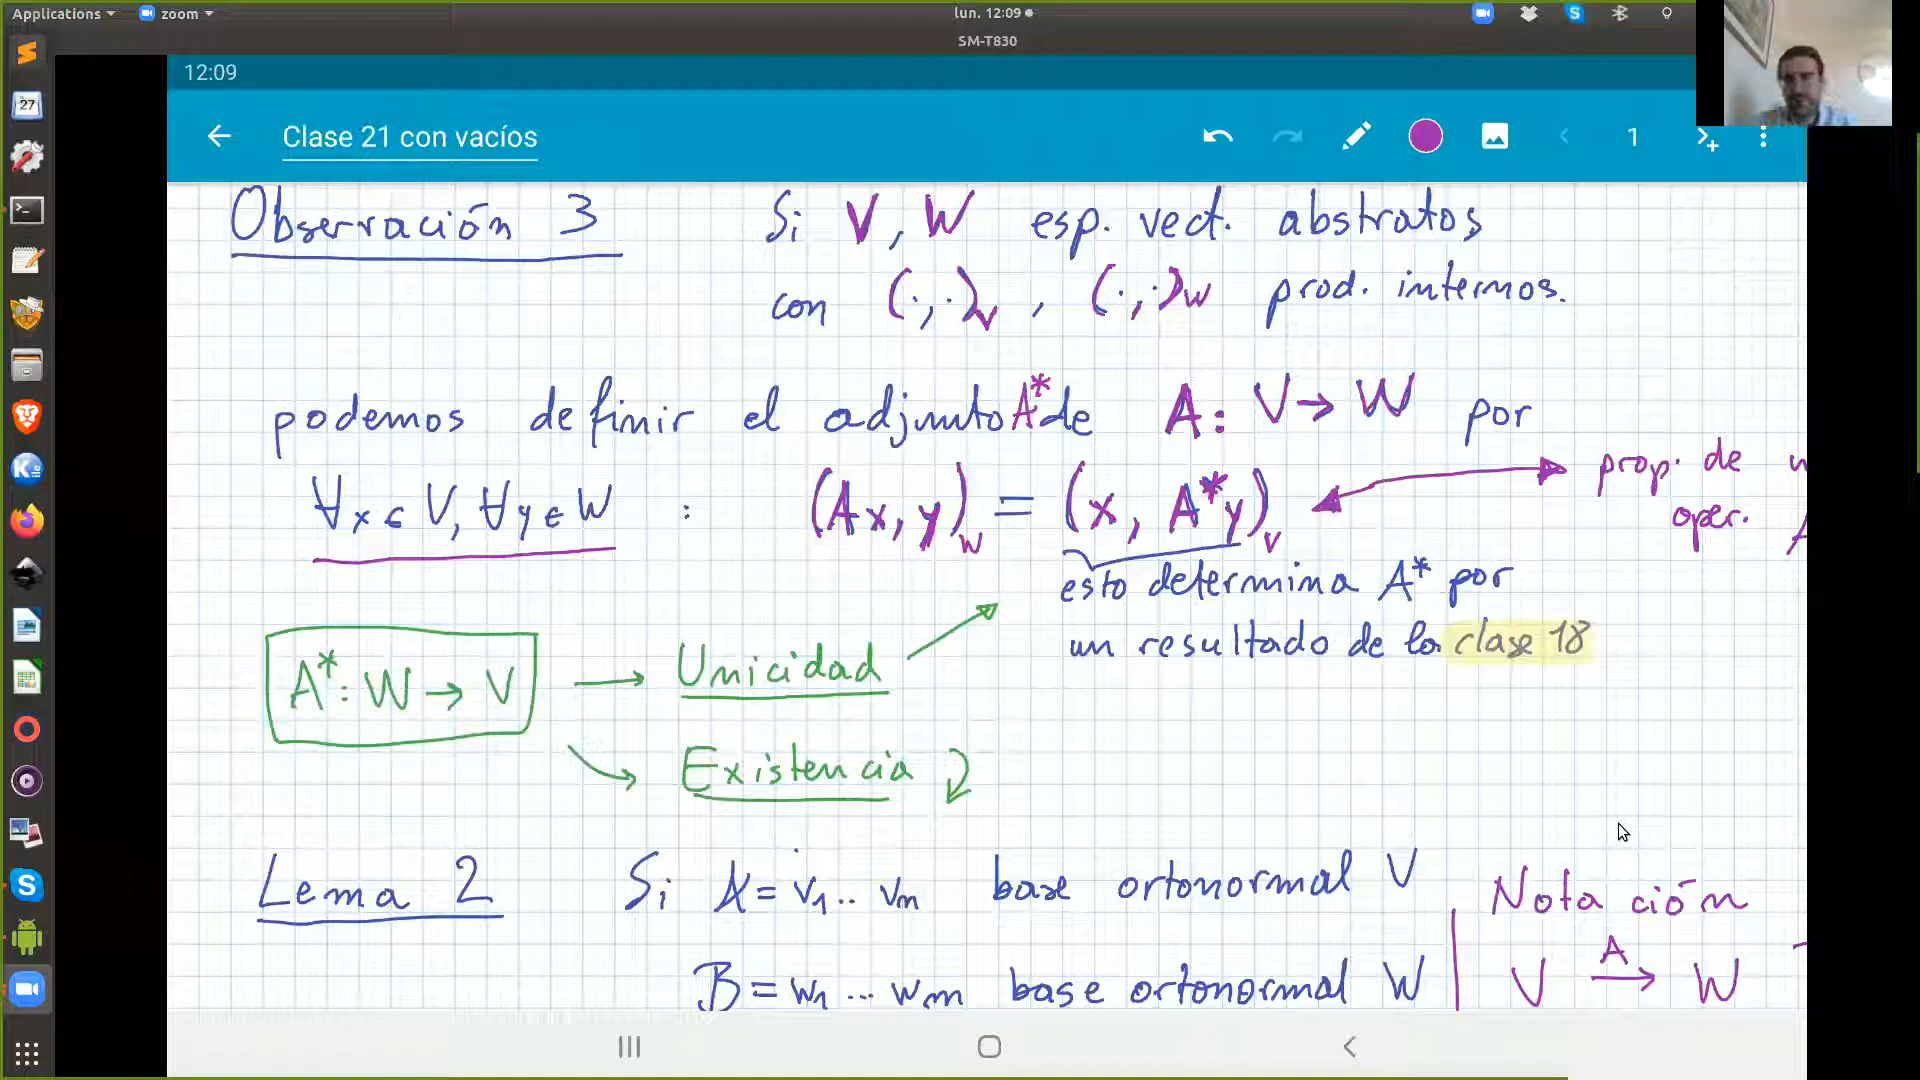 Applications zoom lun. 12:09
SM-T830
12:09
Clase 21 con vacíos 1
Observación 3 Si V, W esp. vect. abstratos
con (·,·)V , (·,·)W prod. internos.
podemos definir el adjunto A* de A: V → W por
∀x∈V, ∀y∈W : (Ax, y)W = (x, A*y)V prop. de
oper.
esto determina A* por
un resultado de la clase 18
A*: W → V → Unicidad
Existencia
Lema 2 Si A = v1 .. vn base ortonormal V
Notación
B = w1 ... wm base ortonormal W
V A→ W